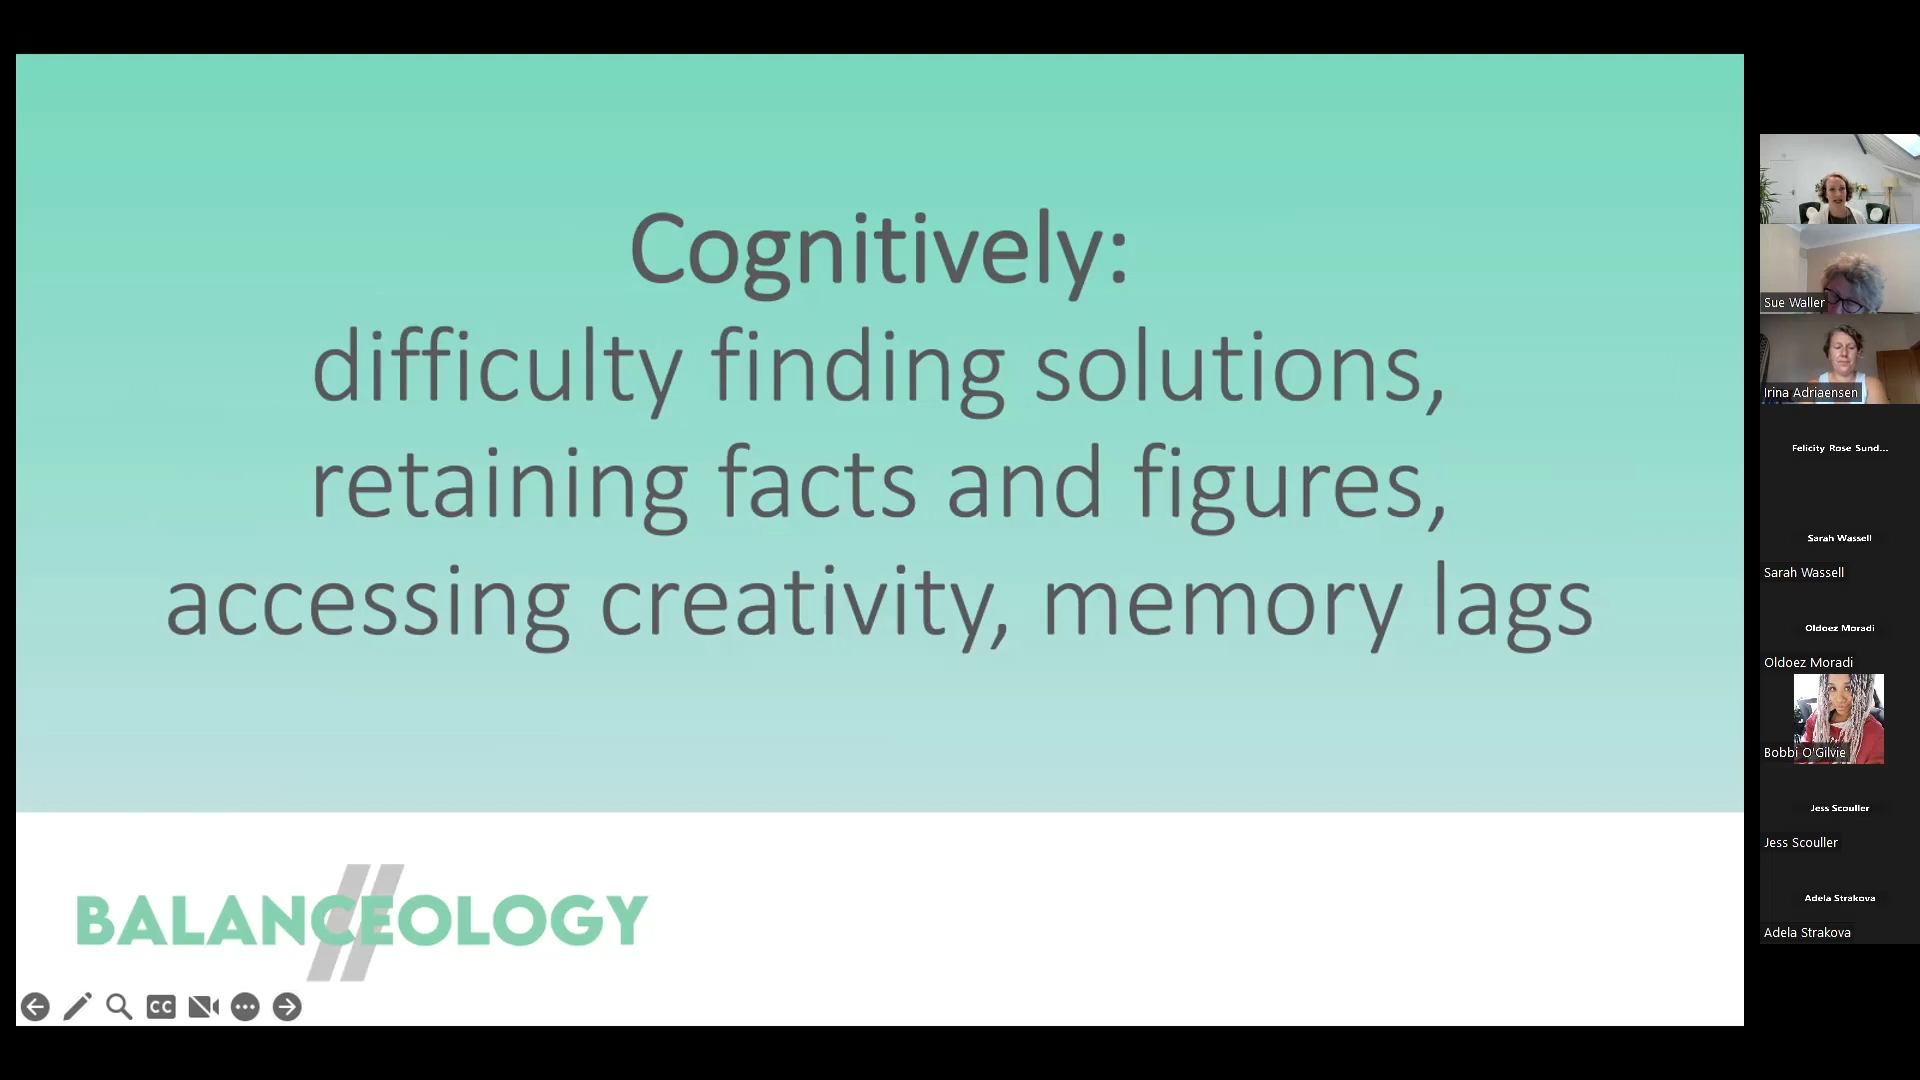 Cognitively:
difficulty finding solutions,
retaining facts and figures,
accessing creativity, memory lags
BALANCEOLOGY
CC
Sue Waller
Irina Adriaensen
Felicity Rose Sund...
Sarah Wassell
Sarah Wassell
Oldoez Moradi
Oldoez Moradi
Bobbi O'Gilvie
Jess Scouller
Jess Scouller
Adela Strakova
Adela Strakova